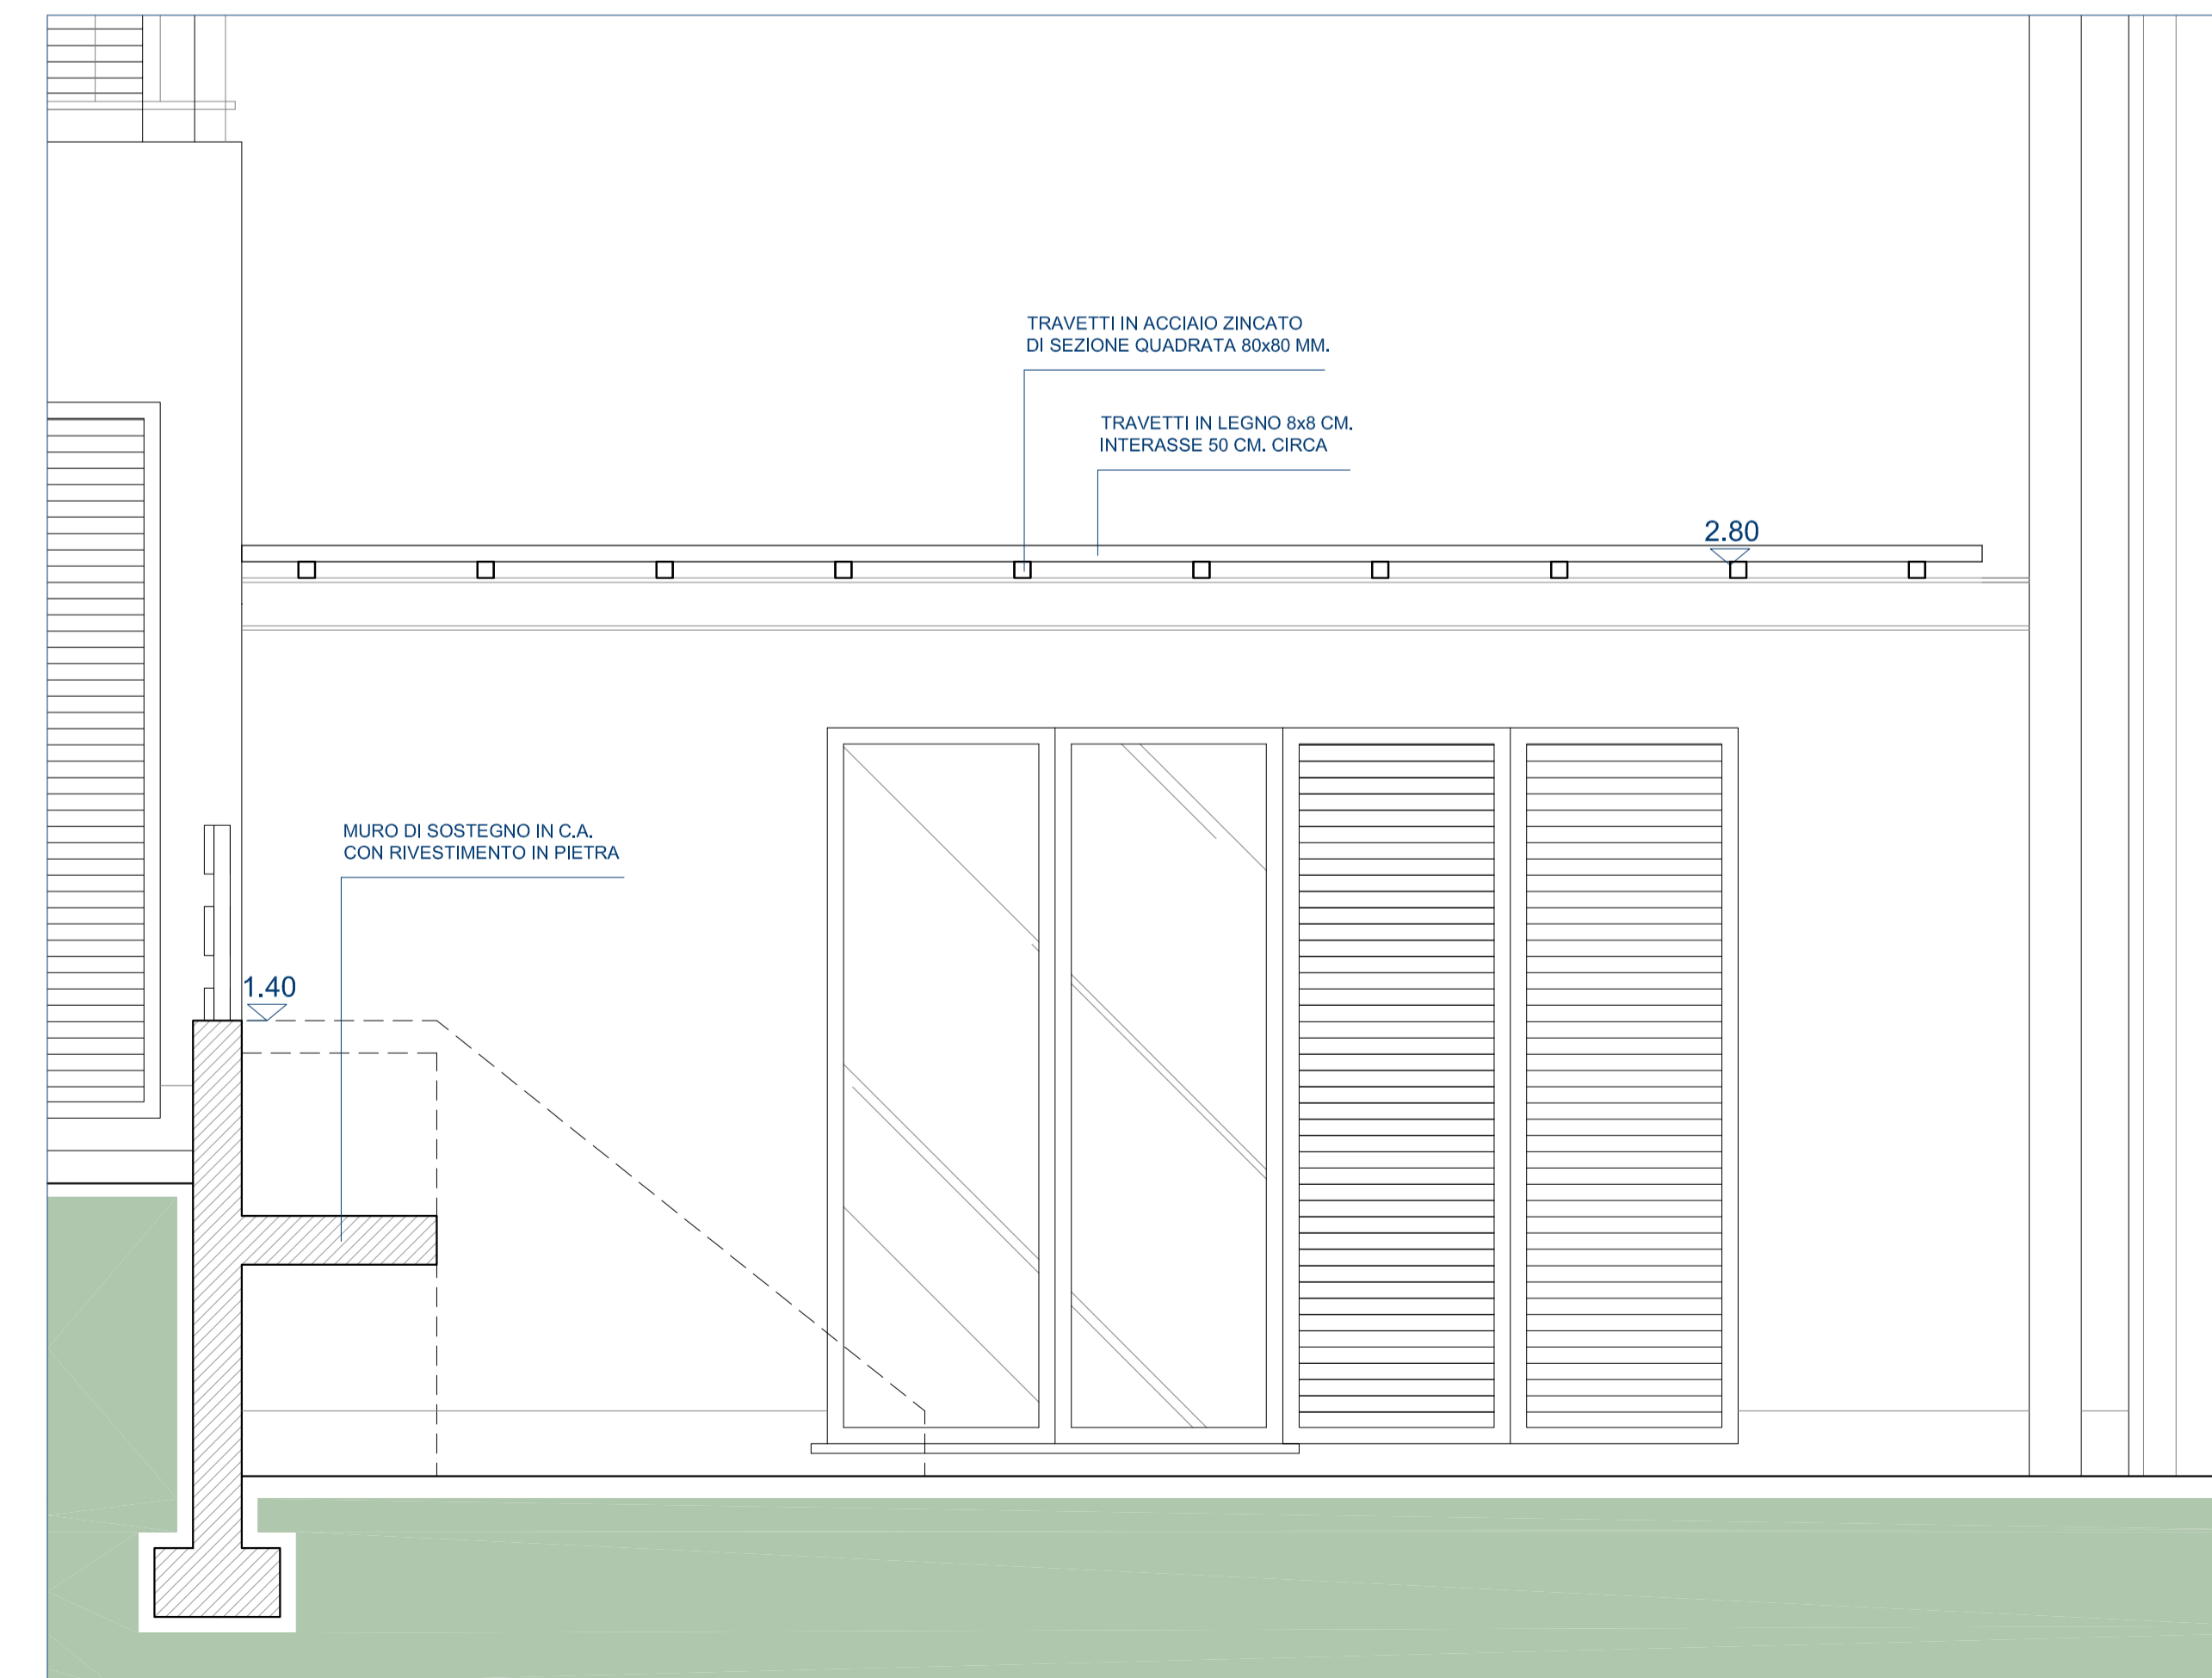 TRAVETTI IN ACCIAIO ZINCATO
DI SEZIONE QUADRATA 80x80 MM.
TRAVETTI IN LEGNO 8x8 CM.
INTERASSE 50 CM. CIRCA
2.80
MURO DI SOSTEGNO IN C.A.
CON RIVESTIMENTO IN PIETRA
1.40